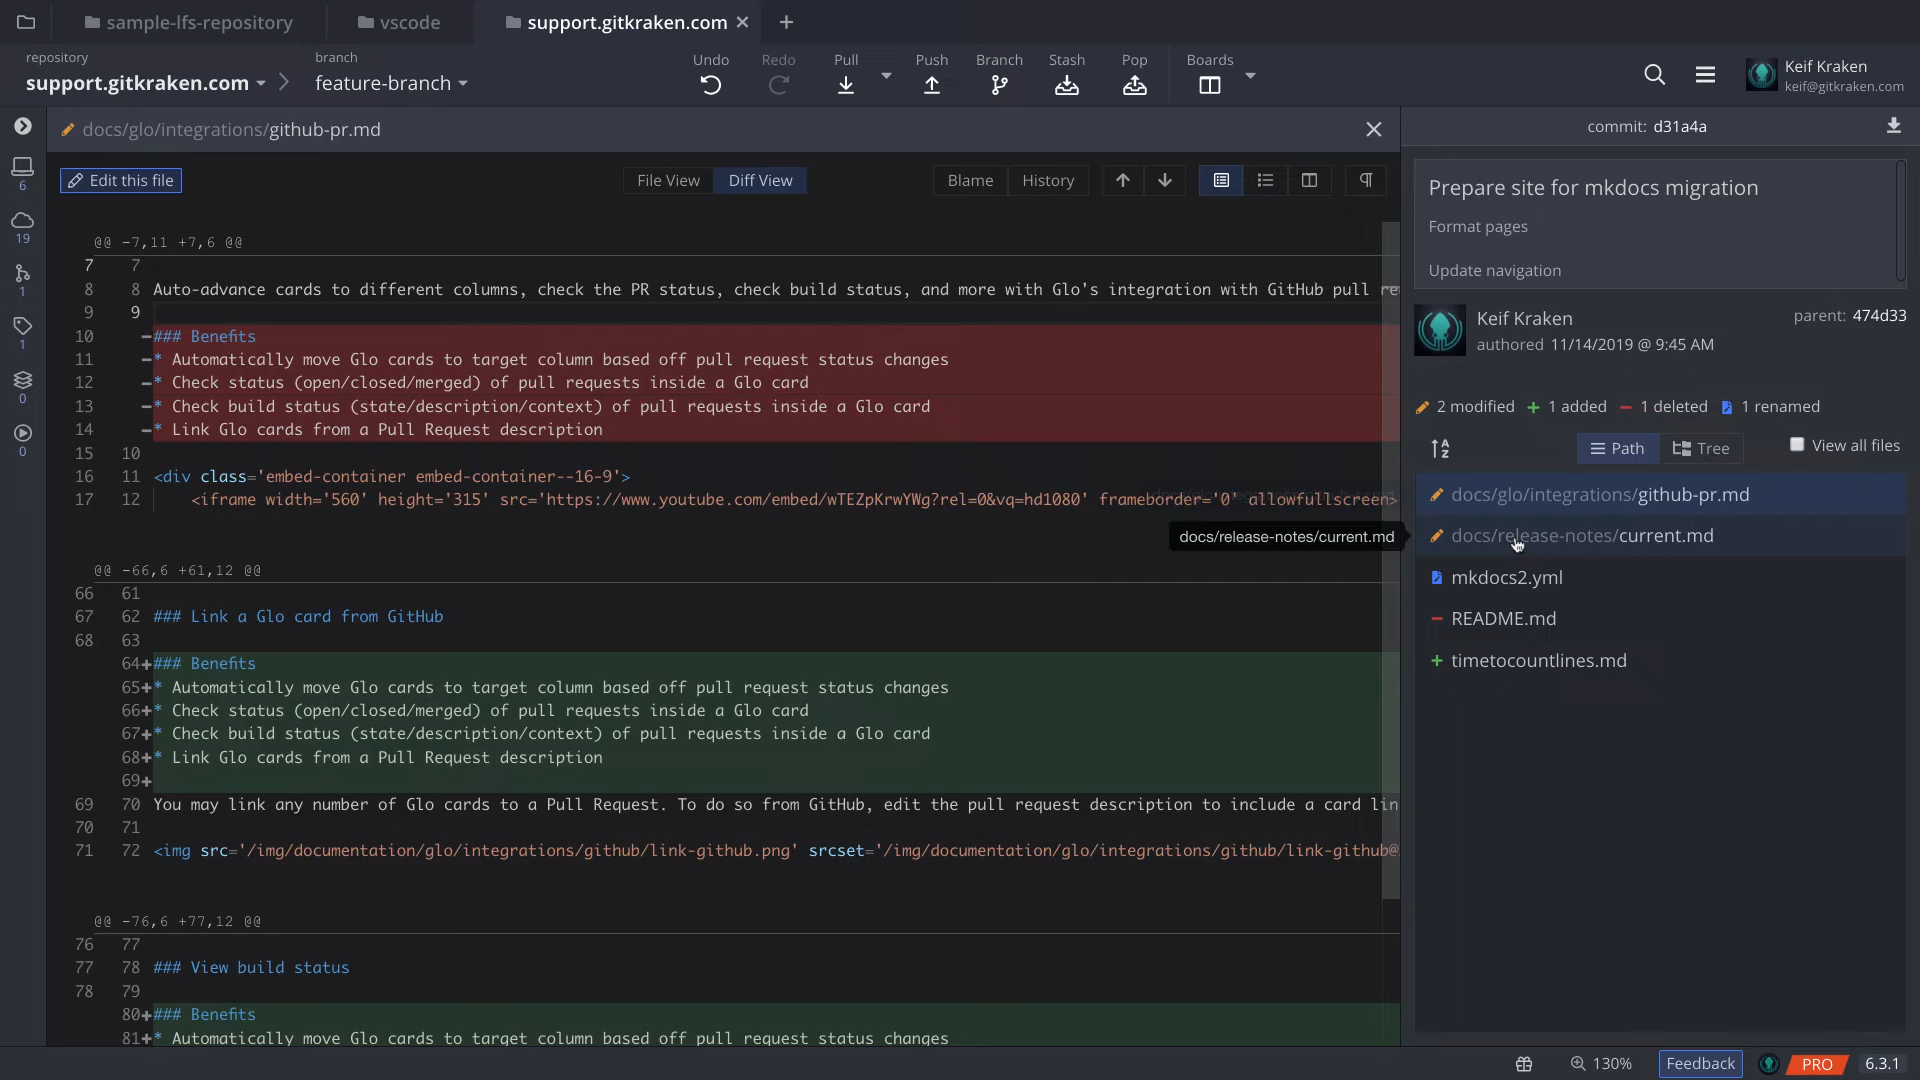 sample-lfs-repository
vscode
support.gitkraken.com
repository
support.gitkraken.com
branch
feature-branch
Undo
Redo
Pull
Push
Branch
Stash
Pop
Boards
Keif Kraken
keif@gitkraken.com
docs/glo/integrations/github-pr.md
Edit this file
File View
Diff View
Blame
History
6
19
1
1
0
0
@@ -7,11 +7,6 @@
7 7
8 8 Auto-advance cards to different columns, check the PR status, check build status, and more with Glo's integration with GitHub pull re
9 9
10 -### Benefits
11 -* Automatically move Glo cards to target column based off pull request status changes
12 -* Check status (open/closed/merged) of pull requests inside a Glo card
13 -* Check build status (state/description/context) of pull requests inside a Glo card
14 -* Link Glo cards from a Pull Request description
15 10
16 11 <div class='embed-container embed-container--16-9'>
17 12 <iframe width='560' height='315' src='https://www.youtube.com/embed/wTEZpKrwYWg?rel=0&vq=hd1080' frameborder='0' allowfullscreen>
@@ -66,6 +61,12 @@
66 61
67 62 ### Link a Glo card from GitHub
68 63
64+### Benefits
65+* Automatically move Glo cards to target column based off pull request status changes
66+* Check status (open/closed/merged) of pull requests inside a Glo card
67+* Check build status (state/description/context) of pull requests inside a Glo card
68+* Link Glo cards from a Pull Request description
69+
69 70 You may link any number of Glo cards to a Pull Request. To do so from GitHub, edit the pull request description to include a card lin
70 71
71 72 <img src='/img/documentation/glo/integrations/github/link-github.png' srcset='/img/documentation/glo/integrations/github/link-github@
@@ -76,6 +77,12 @@
76 77
77 78 ### View build status
78 79
80+### Benefits
81+* Automatically move Glo cards to target column based off pull request status changes
commit: d31a4a
Prepare site for mkdocs migration
Format pages
Update navigation
Keif Kraken
authored 11/14/2019 @ 9:45 AM
parent: 474d33
2 modified
1 added
1 deleted
1 renamed
Path
Tree
View all files
docs/glo/integrations/github-pr.md
docs/release-notes/current.md
docs/release-notes/current.md
mkdocs2.yml
README.md
timetocountlines.md
130%
Feedback
PRO
6.3.1